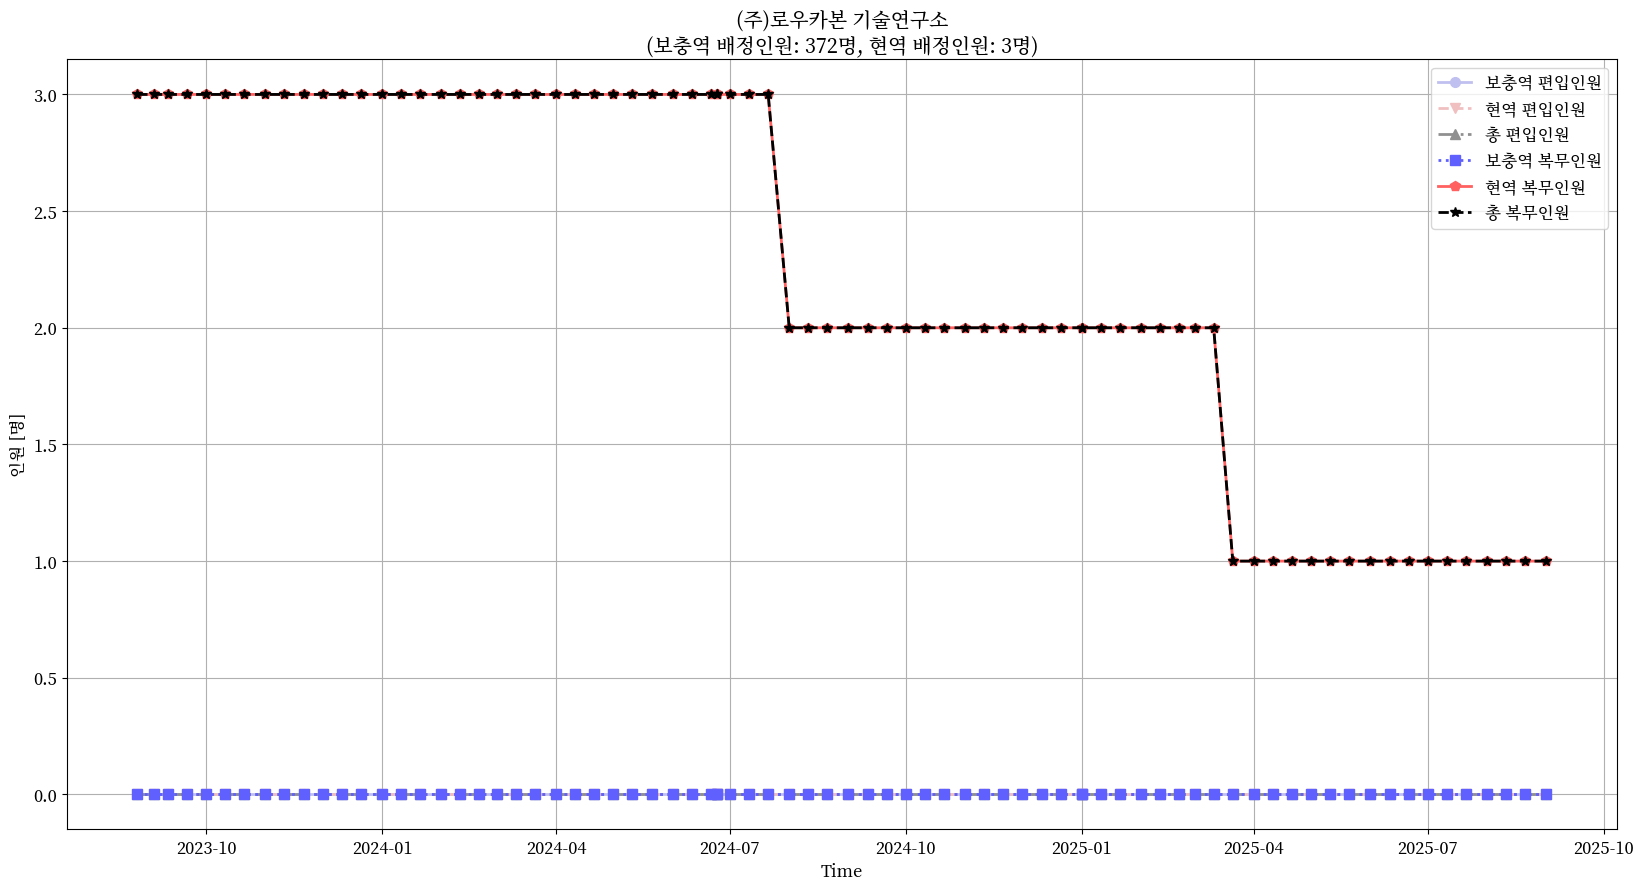 (주)로우카본 기술연구소
(보충역 배정인원: 372명, 현역 배정인원: 3명)
보충역 편입인원
현역 편입인원
총 편입인원
보충역 복무인원
현역 복무인원
총 복무인원
인원 [명]
3.0
2.5
2.0
1.5
1.0
0.5
0.0
2023-10
2024-01
2024-04
2024-07
2024-10
2025-01
2025-04
2025-07
2025-10
Time